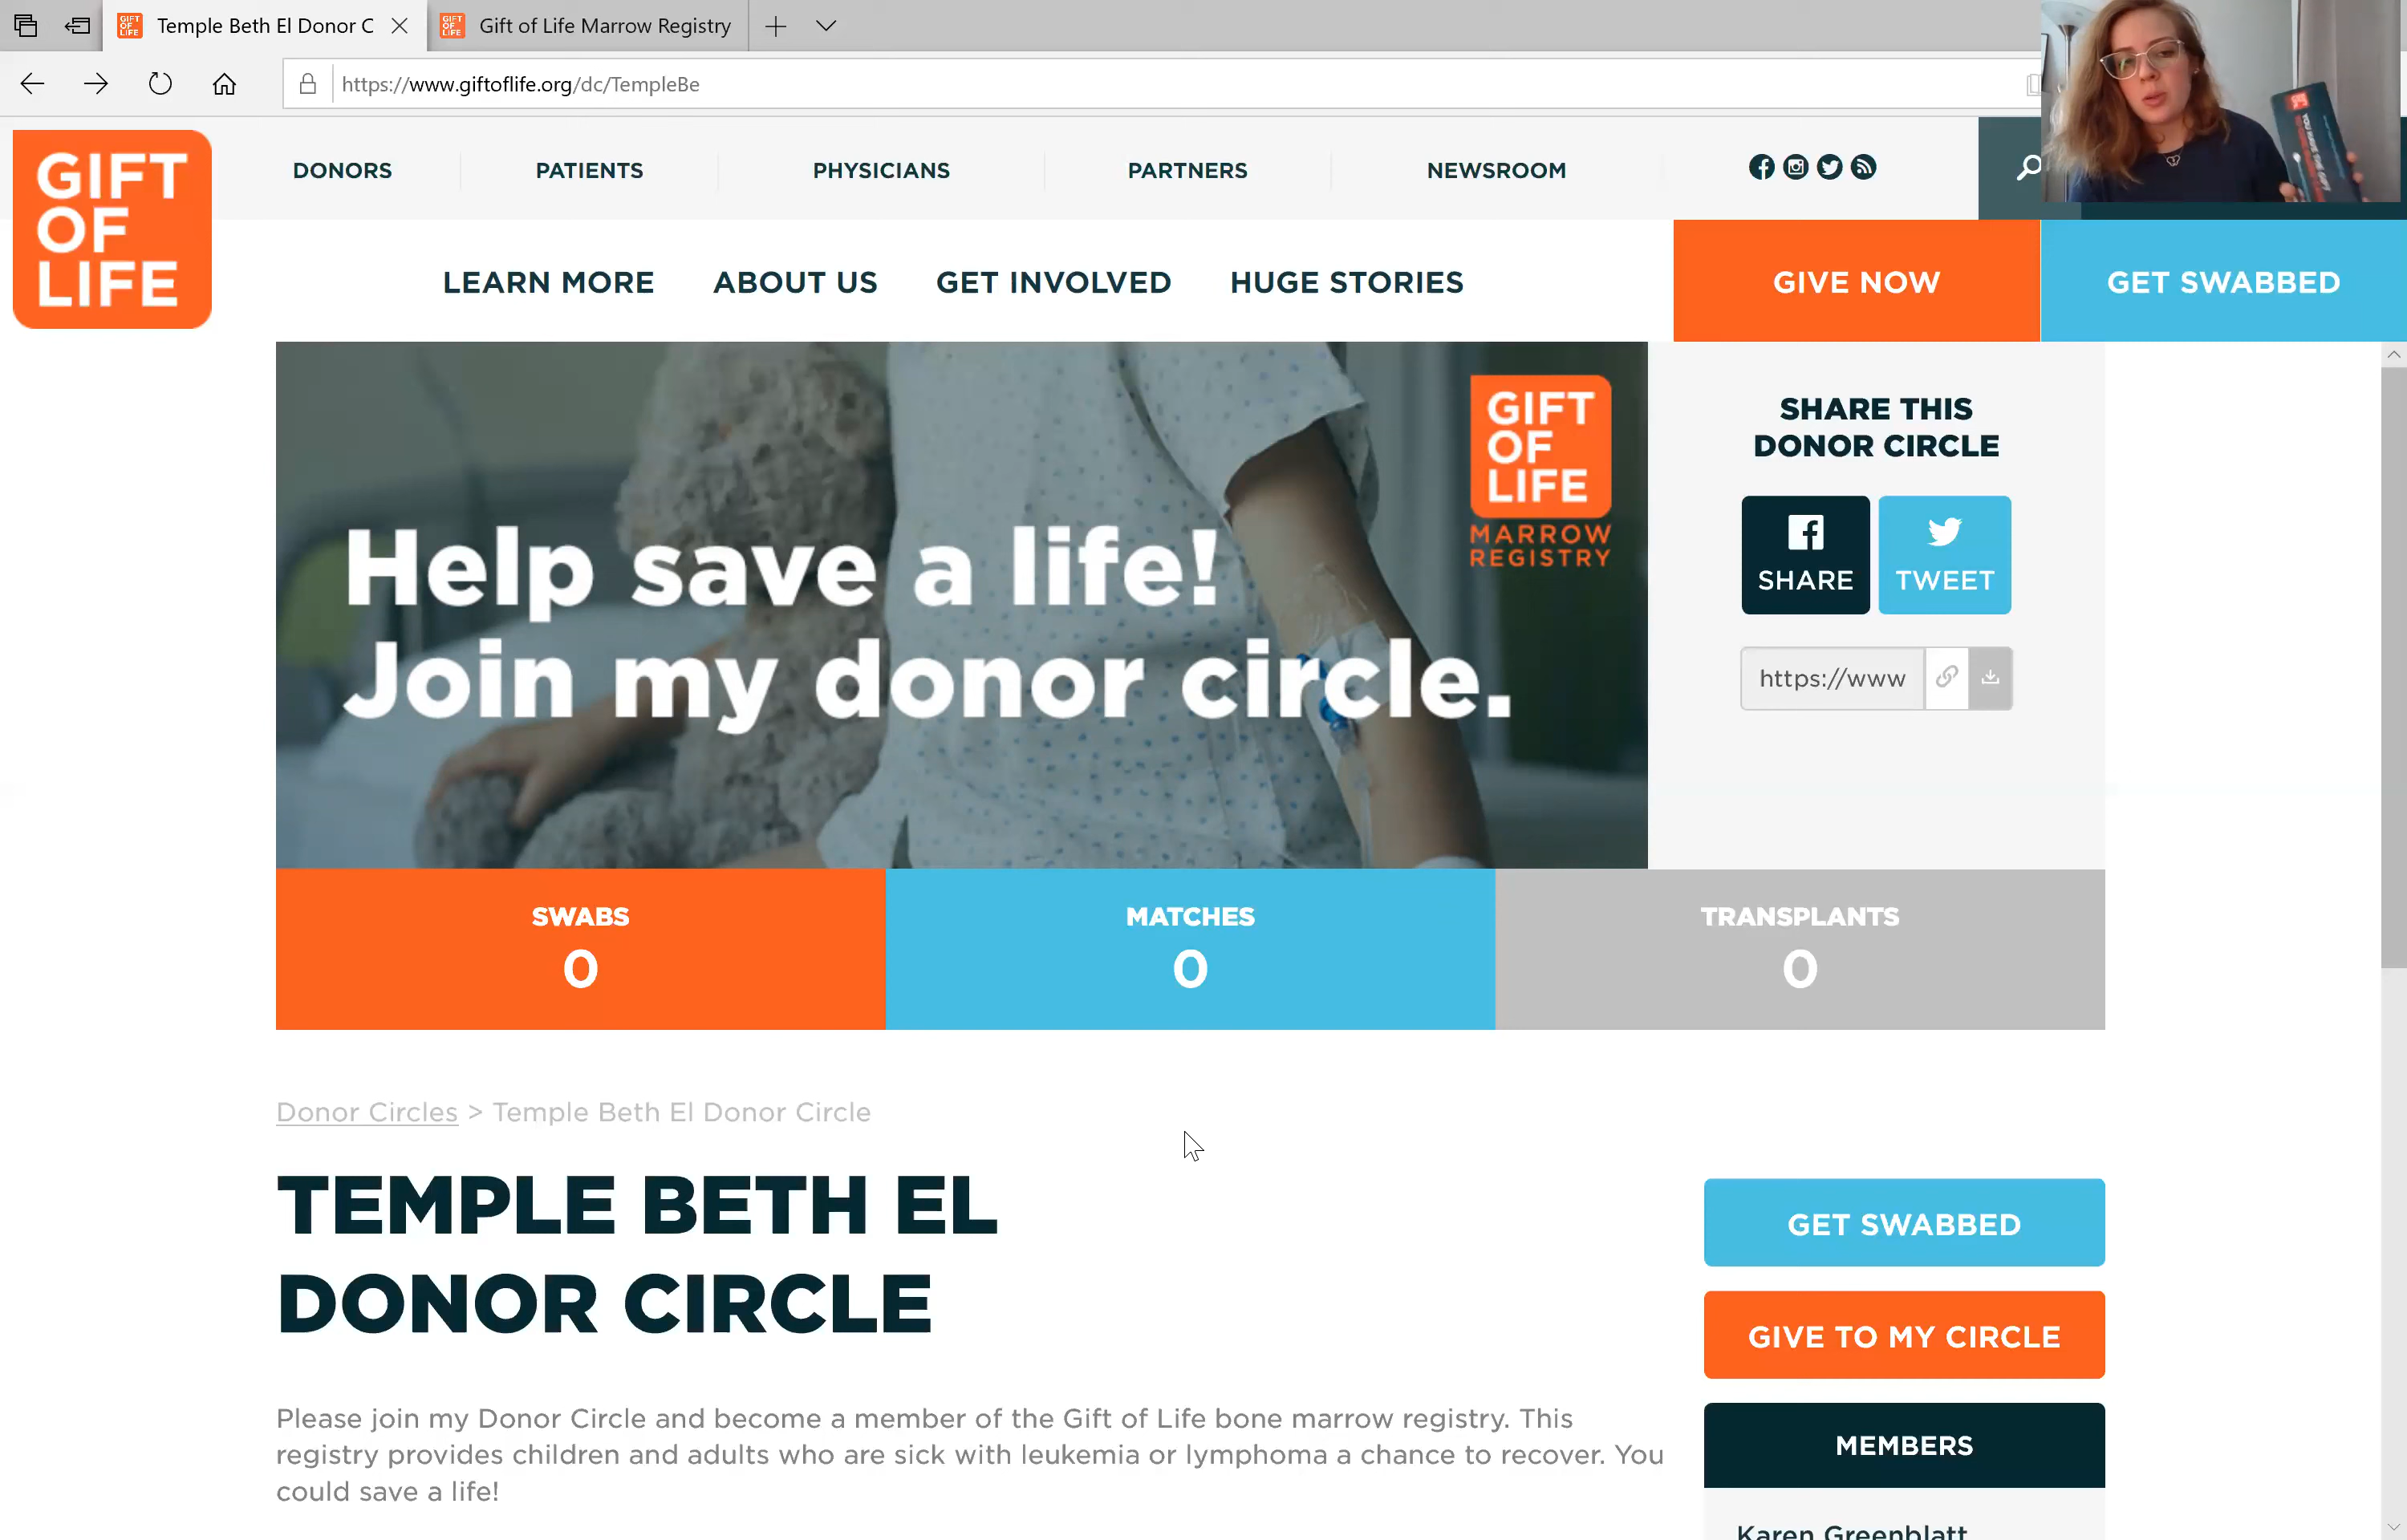 Temple Beth El Donor C
Gift of Life Marrow Registry
https://www.giftoflife.org/dc/TempleBe
GIFT
OF
LIFE
DONORS
PATIENTS
PHYSICIANS
PARTNERS
NEWSROOM
LEARN MORE
ABOUT US
GET INVOLVED
HUGE STORIES
GIVE NOW
GET SWABBED
GIFT
OF
LIFE
MARROW
REGISTRY
Help save a life!
Join my donor circle.
SHARE THIS
DONOR CIRCLE
SHARE
TWEET
https://www
SWABS
0
MATCHES
0
TRANSPLANTS
0
Donor Circles > Temple Beth El Donor Circle
TEMPLE BETH EL
DONOR CIRCLE
Please join my Donor Circle and become a member of the Gift of Life bone marrow registry. This
registry provides children and adults who are sick with leukemia or lymphoma a chance to recover. You
could save a life!
GET SWABBED
GIVE TO MY CIRCLE
MEMBERS
Karen Greenblatt